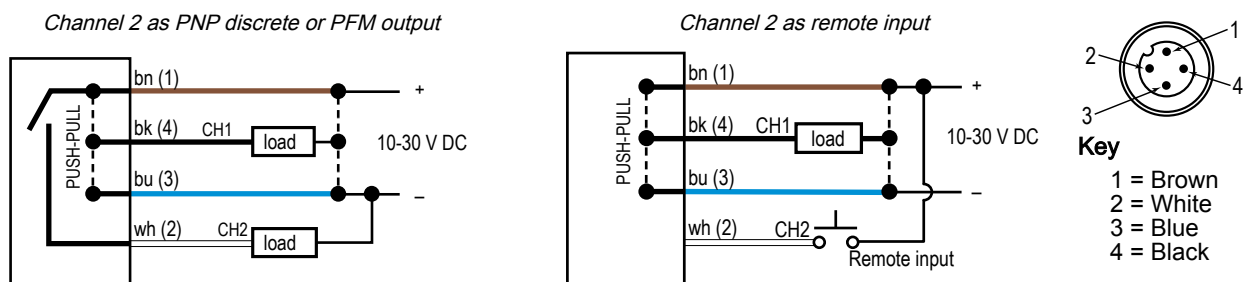 Channel 2 as PNP discrete or PFM output
bn (1)
+
PUSH-PULL
bk (4)
CH1
load
10-30 V DC
bu (3)
–
wh (2)
CH2
load
Channel 2 as remote input
bn (1)
+
PUSH-PULL
bk (4)
CH1
load
10-30 V DC
bu (3)
–
wh (2)
CH2
Remote input
1
2
4
3
Key
1 = Brown
2 = White
3 = Blue
4 = Black